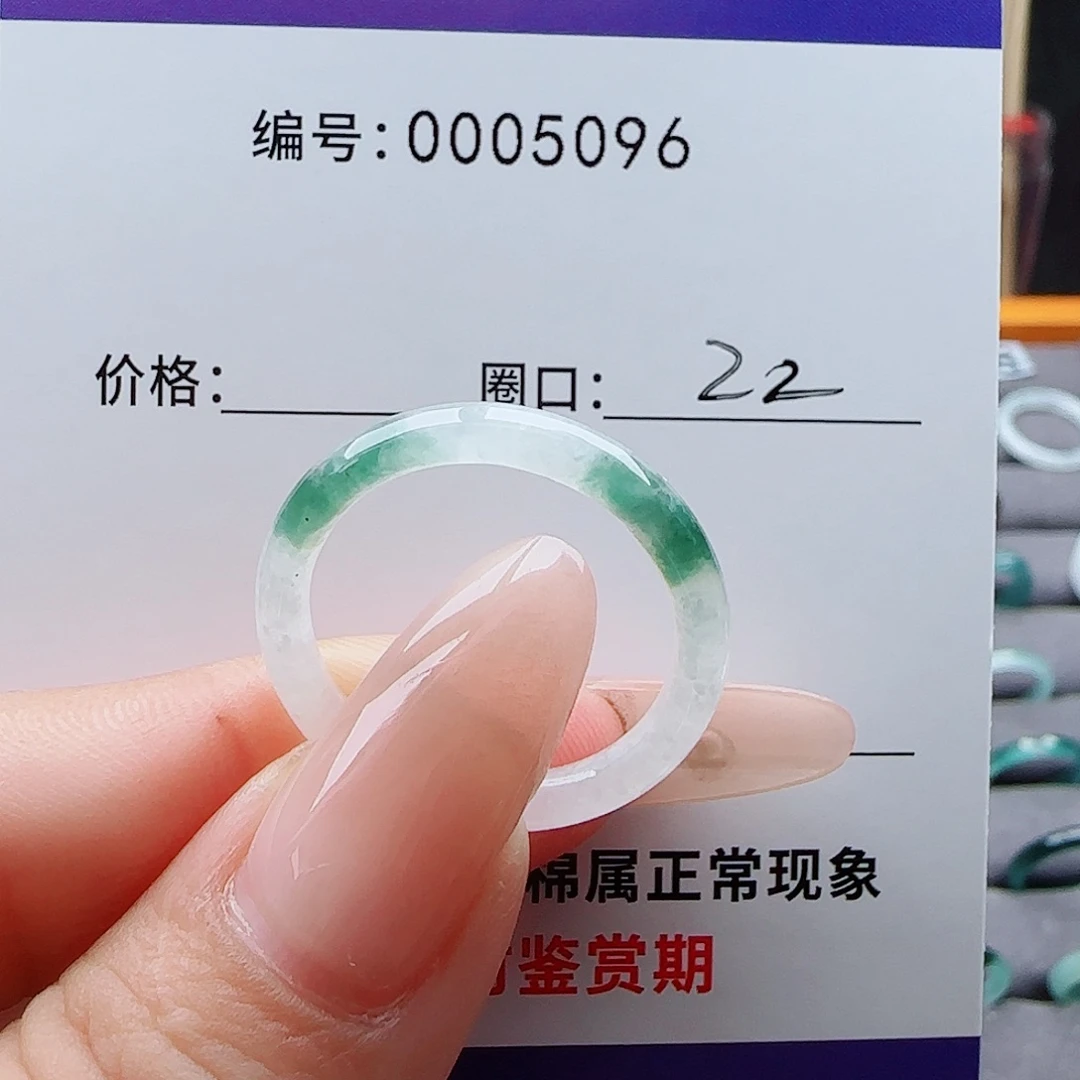 编号：0005096
价格： 圈口： 22
棉属正常现象
鉴赏期